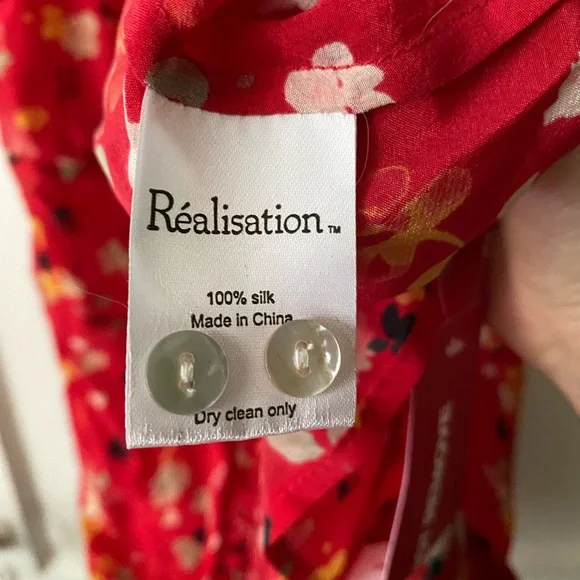 Réalisation™
100% silk
Made in China
Dry clean only